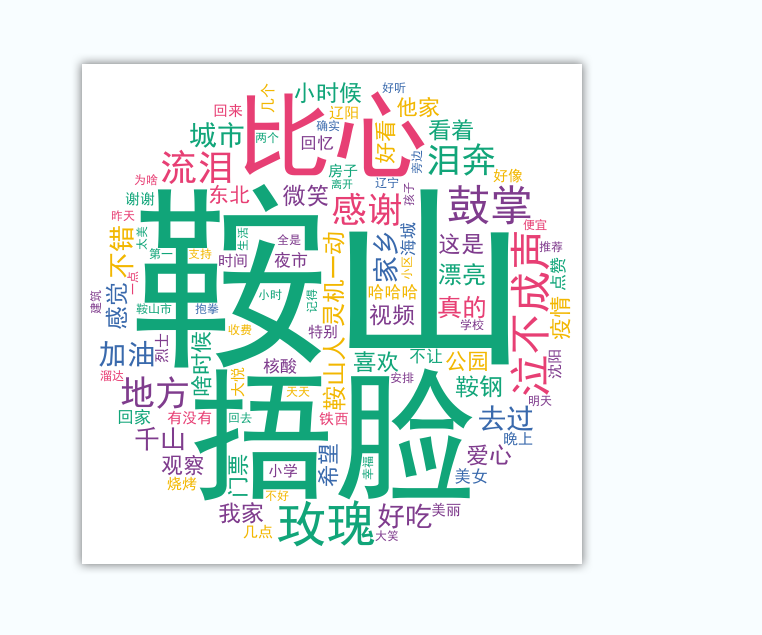 好听
几个
小时候
比心
他家
回来
辽阳
确实
城市
两个
回忆
好看
看着
流泪
房子
旁边
泪奔
为啥
离开
辽宁
好像
谢谢
东北
微笑
孩子
感谢
鼓掌
昨天
便宜
太美
不错
生活
全是
家乡
海城
这是
泣不成声
推荐
第一
支持
时间
夜市
灵机一动
小区
漂亮
点赞
一点
鞍山
建筑
感觉
鞍山市
抱拳
小时
记得
哈哈哈
真的
疫情
视频
学校
收费
特别
加油
烈士
啥时候
鞍山人
喜欢
不让
公园
沈阳
溜达
核酸
大悦
安排
地方
天天
鞍钢
明天
捂脸
回家
有没有
回去
铁西
去过
千山
晚上
观察
门票
小学
希望
幸福
爱心
烧烤
美女
不好
我家
玫瑰
好吃
美丽
几点
大笑